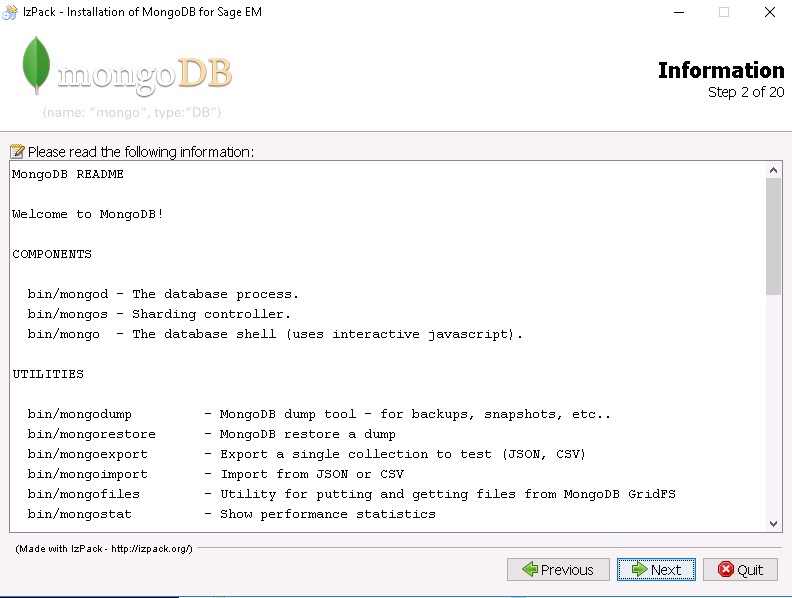 IzPack - Installation of MongoDB for Sage EM
mongoDB
{name: “mongo”, type:“DB”}
Information
Step 2 of 20
Please read the following information:
MongoDB README
Welcome to MongoDB!
COMPONENTS
bin/mongod - The database process.
bin/mongos - Sharding controller.
bin/mongo  - The database shell (uses interactive javascript).
UTILITIES
bin/mongodump         - MongoDB dump tool - for backups, snapshots, etc..
bin/mongorestore      - MongoDB restore a dump
bin/mongoexport       - Export a single collection to test (JSON, CSV)
bin/mongoimport       - Import from JSON or CSV
bin/mongofiles        - Utility for putting and getting files from MongoDB GridFS
bin/mongostat         - Show performance statistics
(Made with IzPack - http://izpack.org/)
Previous Next Quit